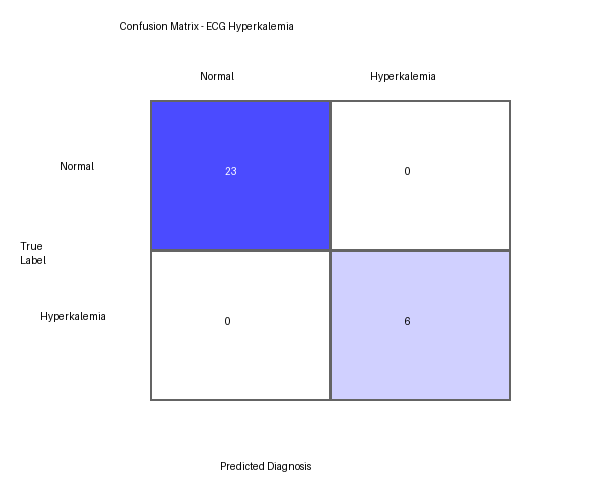 Confusion Matrix - ECG Hyperkalemia
Normal Hyperkalemia
Normal 23 0
True
Label
Hyperkalemia 0 6
Predicted Diagnosis